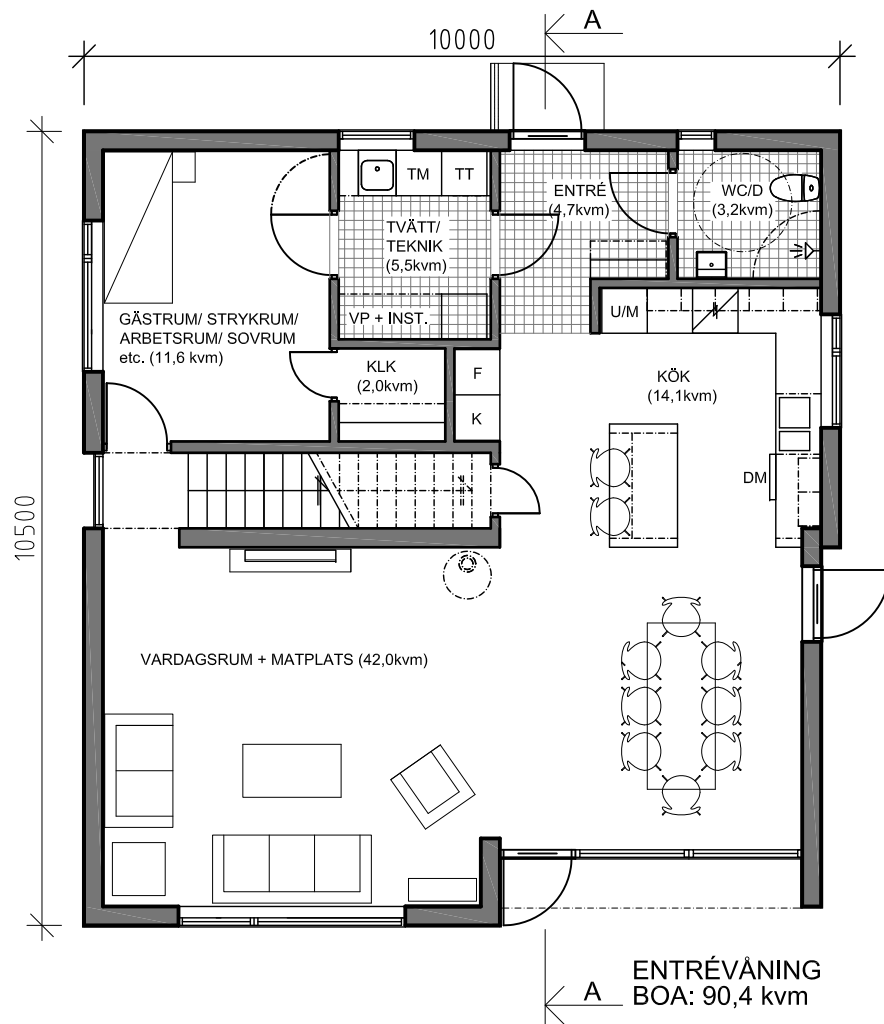 A
10000
TM
TT
ENTRÉ
(4,7kvm)
WC/D
(3,2kvm)
TVÄTT/
TEKNIK
(5,5kvm)
GÄSTRUM/ STRYKRUM/
ARBETSRUM/ SOVRUM
etc. (11,6 kvm)
VP + INST.
U/M
KLK
(2,0kvm)
F
K
KÖK
(14,1kvm)
DM
10500
VARDAGSRUM + MATPLATS (42,0kvm)
A
ENTRÉVÅNING
BOA: 90,4 kvm